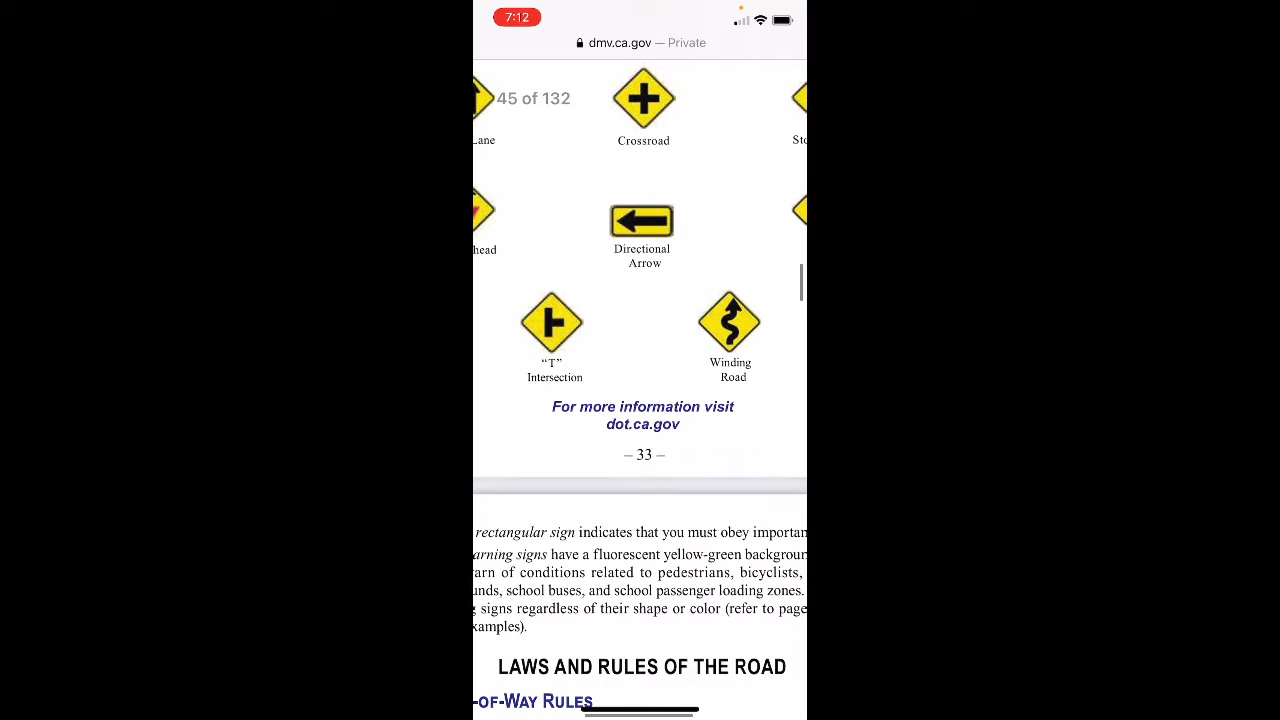 7:12
dmv.ca.gov — Private
45 of 132
Lane
Crossroad
Sto
head
Directional
Arrow
“T”
Intersection
Winding
Road
For more information visit
dot.ca.gov
– 33 –
rectangular sign indicates that you must obey importan
arning signs have a fluorescent yellow-green backgroun
arn of conditions related to pedestrians, bicyclists,
unds, school buses, and school passenger loading zones.
g signs regardless of their shape or color (refer to page
xamples).
LAWS AND RULES OF THE ROAD
-OF-WAY RULES